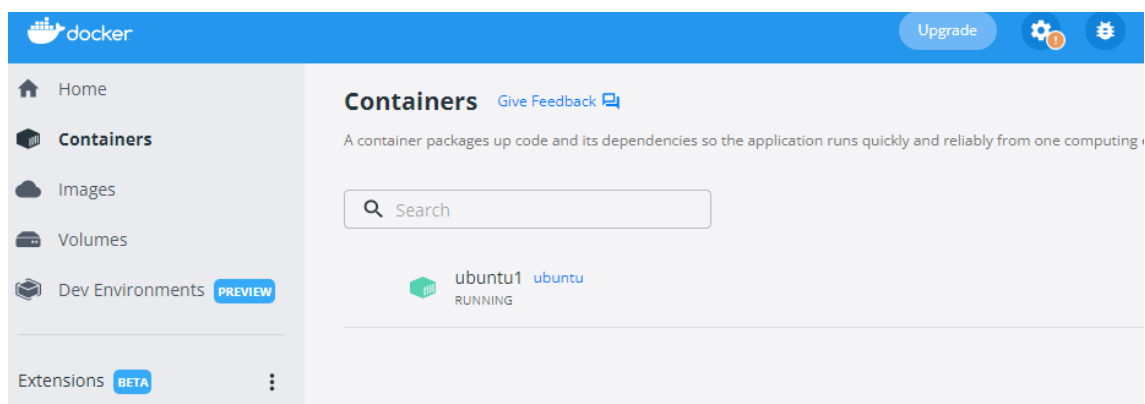 docker
Upgrade
Home
Containers
Images
Volumes
Dev Environments PREVIEW
Extensions BETA
Containers Give Feedback
A container packages up code and its dependencies so the application runs quickly and reliably from one computing
Search
ubuntu1 ubuntu
RUNNING